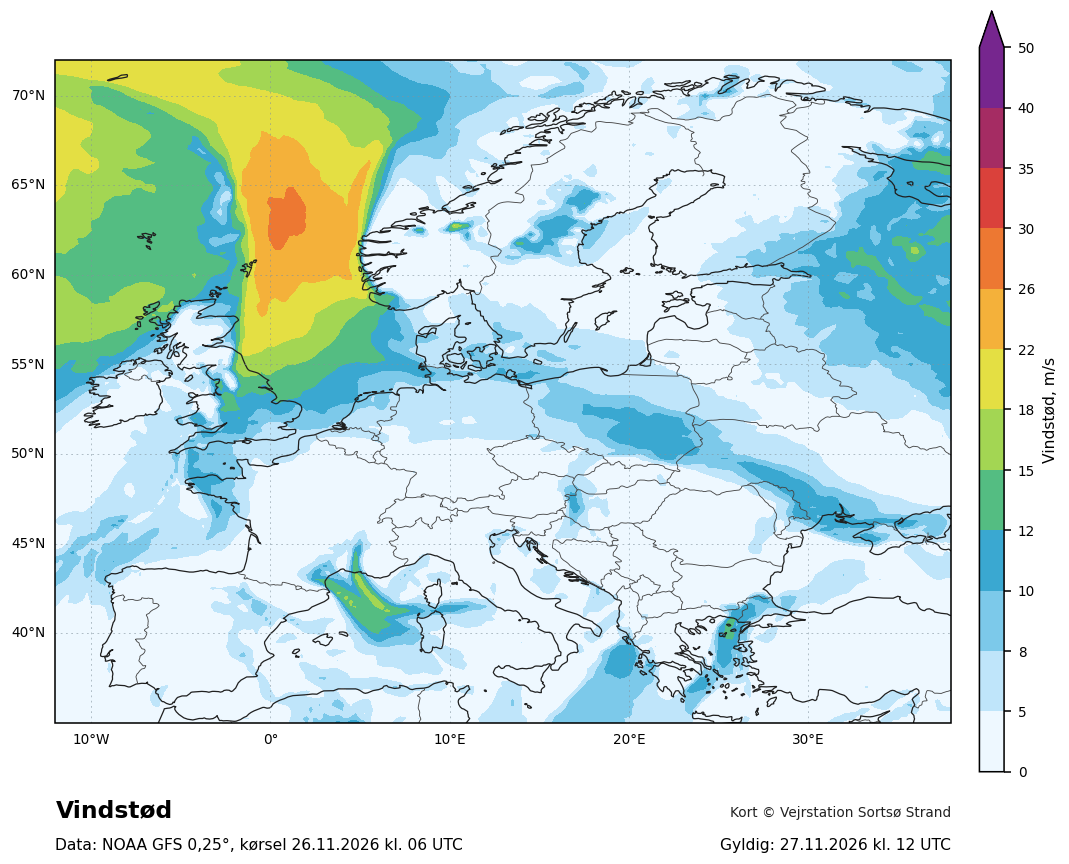 50
40
35
30
26
22
18
15
12
10
8
5
0
Vindstød, m/s
70°N
65°N
60°N
55°N
50°N
45°N
40°N
10°W
0°
10°E
20°E
30°E
Vindstød
Kort © Vejrstation Sortsø Strand
Data: NOAA GFS 0,25°, kørsel 26.11.2026 kl. 06 UTC
Gyldig: 27.11.2026 kl. 12 UTC